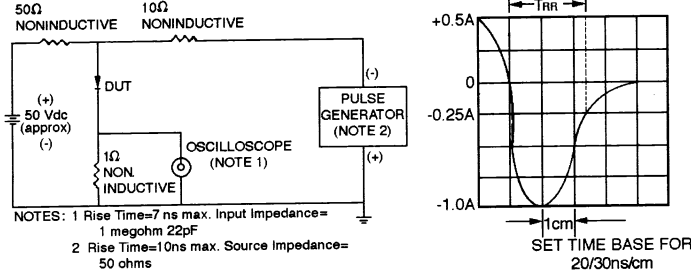 50Ω
NONINDUCTIVE
10Ω
NONINDUCTIVE
DUT
(+)
50 Vdc
(approx)
(-)
1Ω
NON.
INDUCTIVE
OSCILLOSCOPE
(NOTE 1)
(-)
PULSE
GENERATOR
(NOTE 2)
(+)
NOTES: 1 Rise Time=7 ns max. Input Impedance=
1 megohm 22pF
2 Rise Time=10ns max. Source Impedance=
50 ohms
TRR
+0.5A
0
-0.25A
-1.0A
1cm
SET TIME BASE FOR
20/30ns/cm